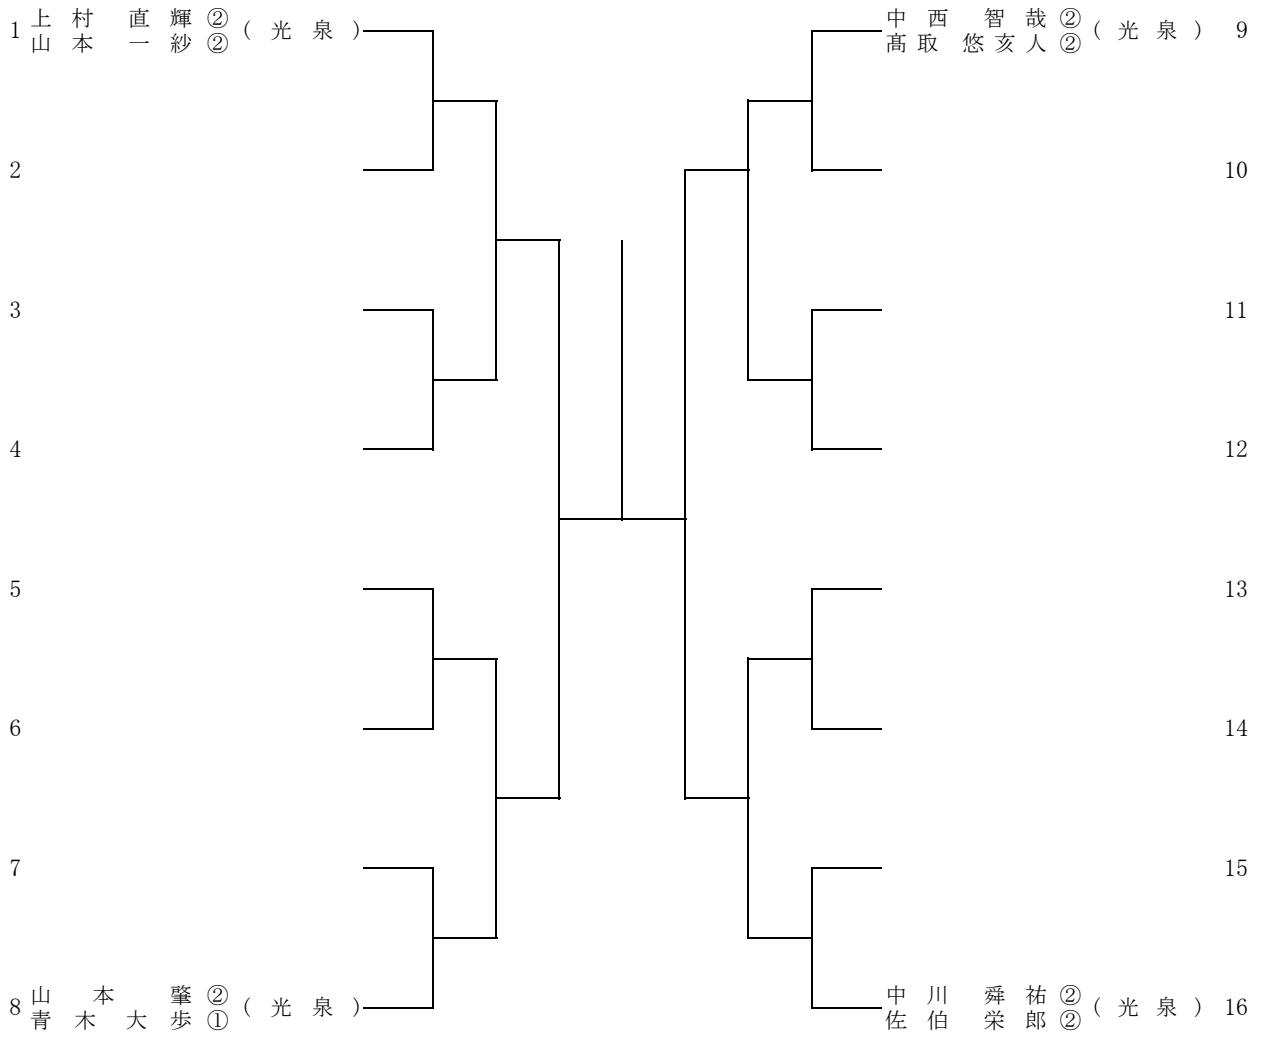 1 上村 直輝② (光泉)
山本 一紗②
2
3
4
5
6
7
8 山本 肇② (光泉)
青木大歩①
中西 智哉② (光泉) 9
髙取 悠亥人②
10
11
12
13
14
15
中川 舜祐② (光泉) 16
佐伯 栄郎②